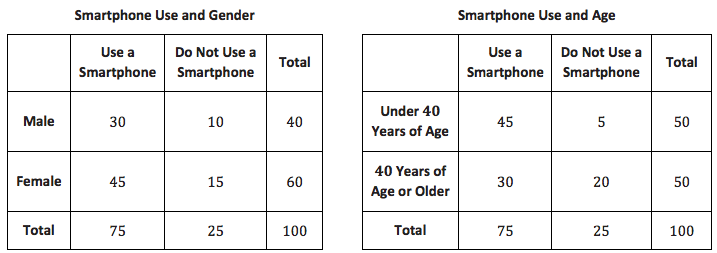 Smartphone Use and Gender
Use a Smartphone Do Not Use a Smartphone Total
Male 30 10 40
Female 45 15 60
Total 75 25 100
Smartphone Use and Age
Use a Smartphone Do Not Use a Smartphone Total
Under 40 Years of Age 45 5 50
40 Years of Age or Older 30 20 50
Total 75 25 100